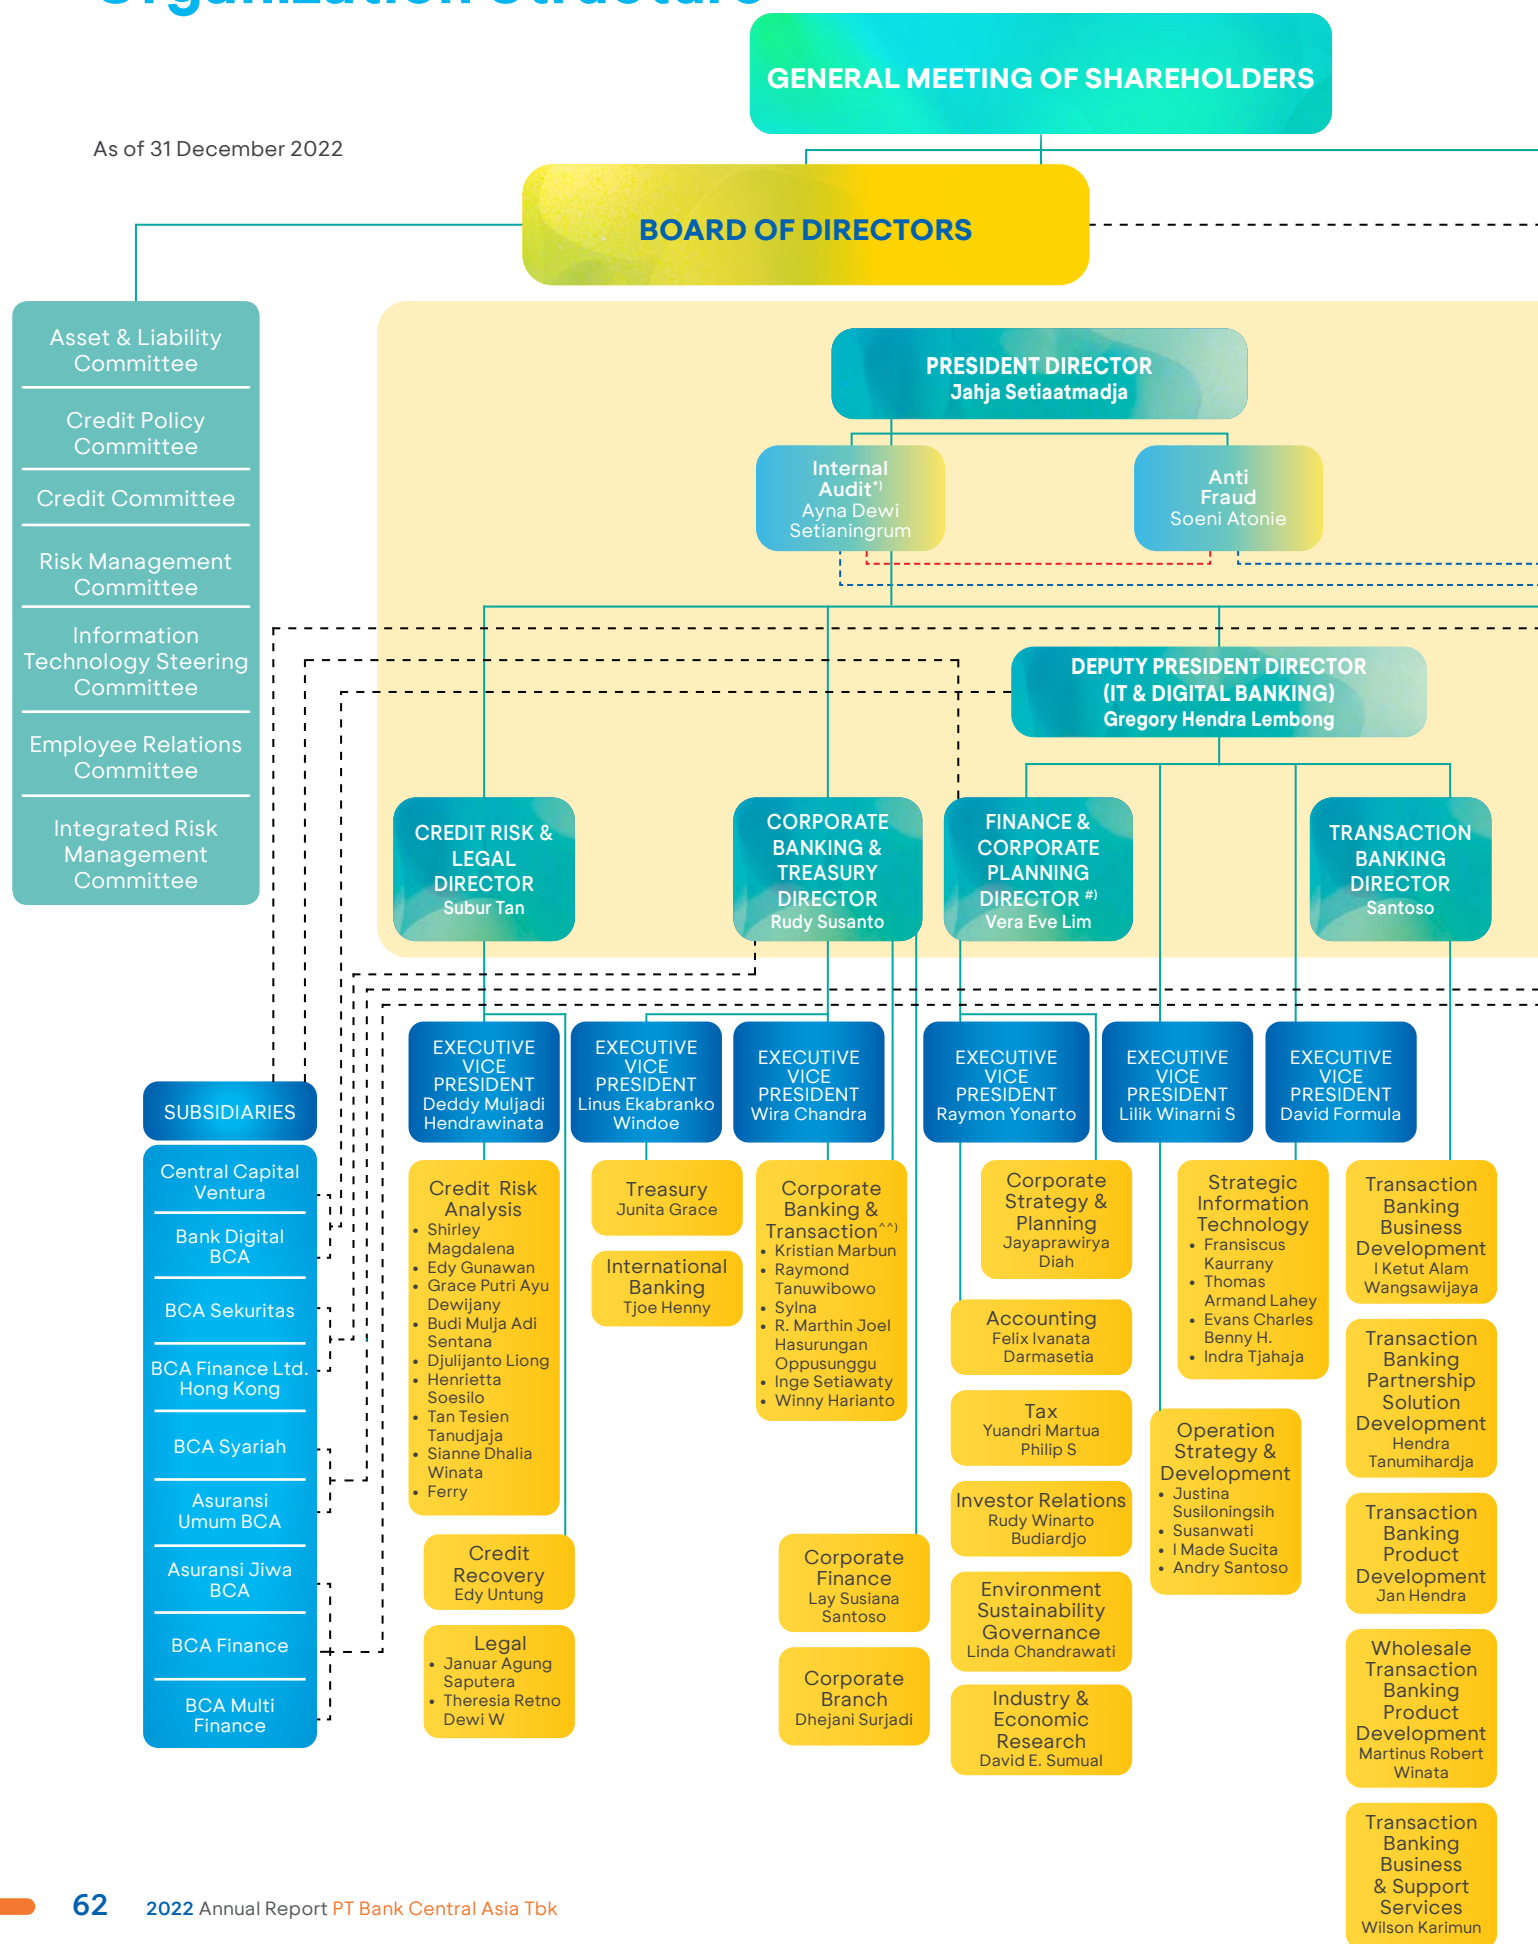 Organization Structure
GENERAL MEETING OF SHAREHOLDERS
As of 31 December 2022
BOARD OF DIRECTORS
Asset & Liability
Committee
Credit Policy
Committee
Credit Committee
Risk Management
Committee
Information
Technology Steering
Committee
Employee Relations
Committee
Integrated Risk
Management
Committee
PRESIDENT DIRECTOR
Jahja Setiaatmadja
Internal
Audit*)
Ayna Dewi
Setianingrum
Anti
Fraud
Soeni Atonie
DEPUTY PRESIDENT DIRECTOR
(IT & DIGITAL BANKING)
Gregory Hendra Lembong
CREDIT RISK &
LEGAL
DIRECTOR
Subur Tan
CORPORATE
BANKING &
TREASURY
DIRECTOR
Rudy Susanto
FINANCE &
CORPORATE
PLANNING
DIRECTOR #)
Vera Eve Lim
TRANSACTION
BANKING
DIRECTOR
Santoso
EXECUTIVE
VICE
PRESIDENT
Deddy Muljadi
Hendrawinata
EXECUTIVE
VICE
PRESIDENT
Linus Ekabranko
Windoe
EXECUTIVE
VICE
PRESIDENT
Wira Chandra
EXECUTIVE
VICE
PRESIDENT
Raymon Yonarto
EXECUTIVE
VICE
PRESIDENT
Lilik Winarni S
EXECUTIVE
VICE
PRESIDENT
David Formula
SUBSIDIARIES
Central Capital
Ventura
Bank Digital
BCA
BCA Sekuritas
BCA Finance Ltd.
Hong Kong
BCA Syariah
Asuransi
Umum BCA
Asuransi Jiwa
BCA
BCA Finance
BCA Multi
Finance
Credit Risk
Analysis
• Shirley
Magdalena
• Edy Gunawan
• Grace Putri Ayu
Dewijany
• Budi Mulja Adi
Sentana
• Djulijanto Liong
• Henrietta
Soesilo
• Tan Tesien
Tanudjaja
• Sianne Dhalia
Winata
• Ferry
Credit
Recovery
Edy Untung
Legal
• Januar Agung
Saputera
• Theresia Retno
Dewi W
Treasury
Junita Grace
International
Banking
Tjoe Henny
Corporate
Banking &
Transaction^^)
• Kristian Marbun
• Raymond
Tanuwibowo
• Sylna
• R. Marthin Joel
Hasurungan
Oppusunggu
• Inge Setiawaty
• Winny Harianto
Corporate
Finance
Lay Susiana
Santoso
Corporate
Branch
Dhejani Surjadi
Corporate
Strategy &
Planning
Jayaprawirya
Diah
Accounting
Felix Ivanata
Darmasetia
Tax
Yuandri Martua
Philip S
Investor Relations
Rudy Winarto
Budiardjo
Environment
Sustainability
Governance
Linda Chandrawati
Industry &
Economic
Research
David E. Sumual
Strategic
Information
Technology
• Fransiscus
Kaurrany
• Thomas
Armand Lahey
• Evans Charles
Benny H.
• Indra Tjahaja
Operation
Strategy &
Development
• Justina
Susiloningsih
• Susanwati
• I Made Sucita
• Andry Santoso
Transaction
Banking
Business
Development
I Ketut Alam
Wangsawijaya
Transaction
Banking
Partnership
Solution
Development
Hendra
Tanumihardja
Transaction
Banking
Product
Development
Jan Hendra
Wholesale
Transaction
Banking
Product
Development
Martinus Robert
Winata
Transaction
Banking
Business
& Support
Services
Wilson Karimun
62 2022 Annual Report PT Bank Central Asia Tbk